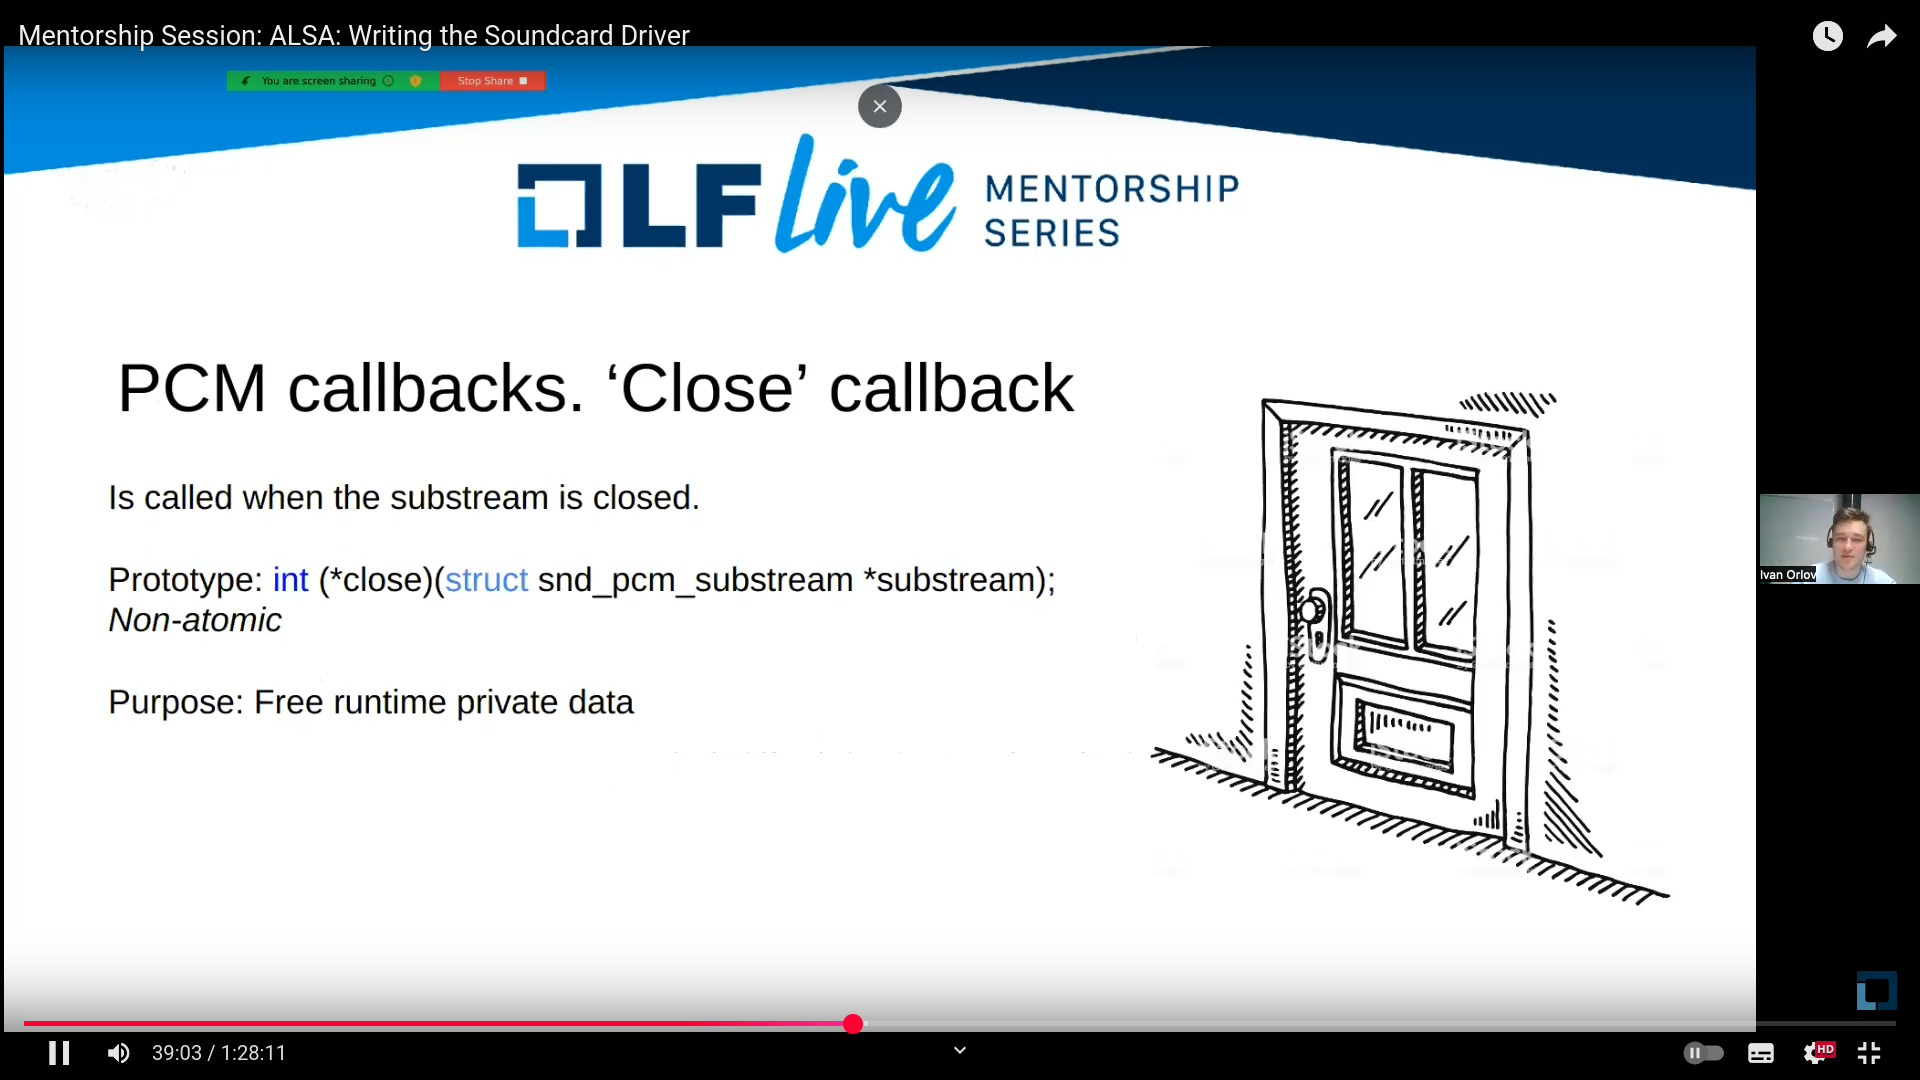 Mentorship Session: ALSA: Writing the Soundcard Driver
You are screen sharing
Stop Share
LF Live MENTORSHIP
SERIES
PCM callbacks. ‘Close’ callback
Is called when the substream is closed.
Prototype: int (*close)(struct snd_pcm_substream *substream);
Non-atomic
Purpose: Free runtime private data
Ivan Orlov
39:03 / 1:28:11
HD